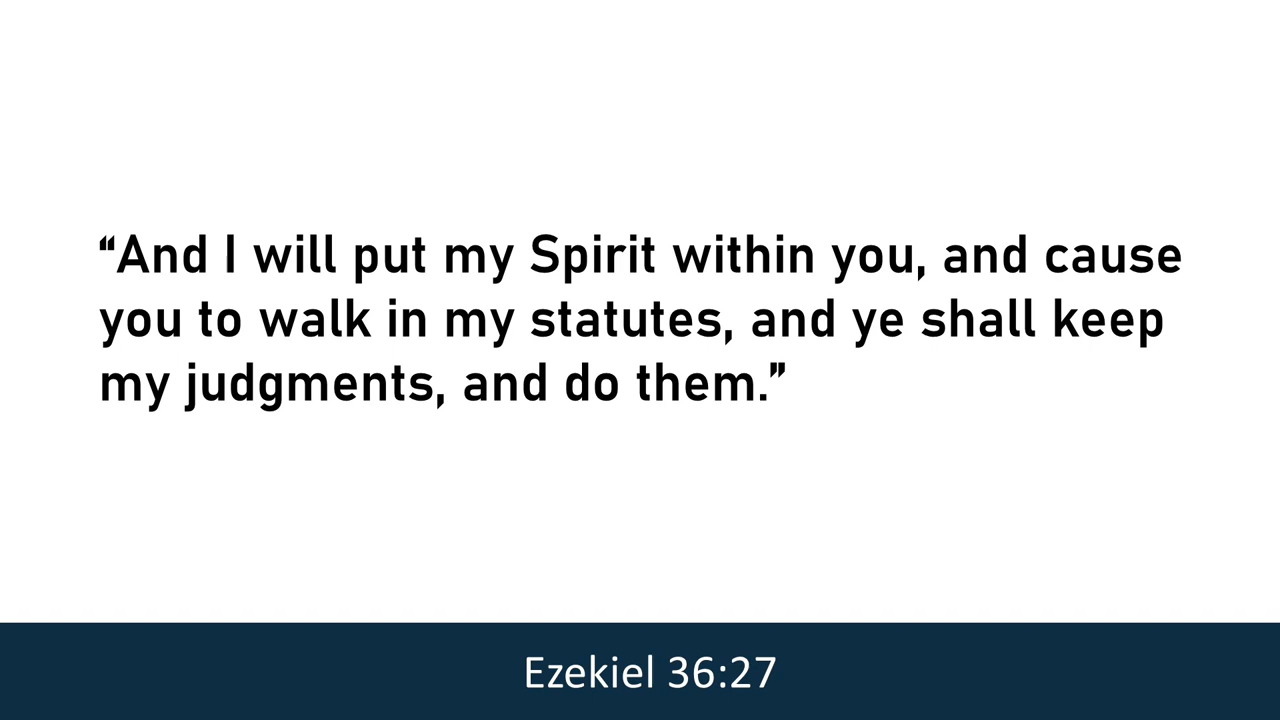 “And I will put my Spirit within you, and cause
you to walk in my statutes, and ye shall keep
my judgments, and do them.”
Ezekiel 36:27